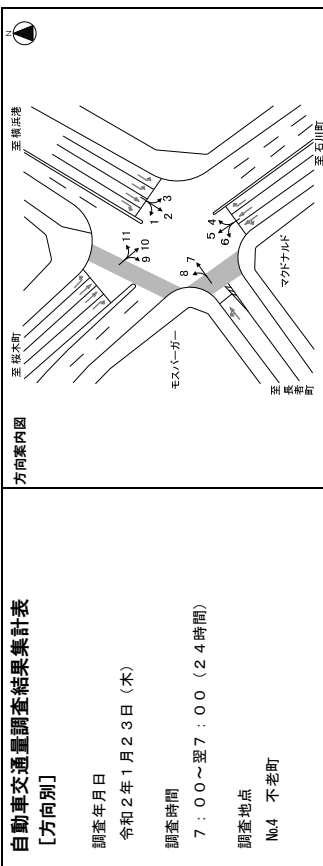 自動車交通量調査結果集計表
[方向別]
調査年月日
令和2年1月23日（木）
調査時間
7：00～翌7：00（24時間）
調査地点
No.4　不老町
方向案内図
N
至 桜木町
至 横浜港
11
10
9
1
2
3
8
7
4
5
6
モスバーガー
マクドナルド
至 長者町
至 石川町